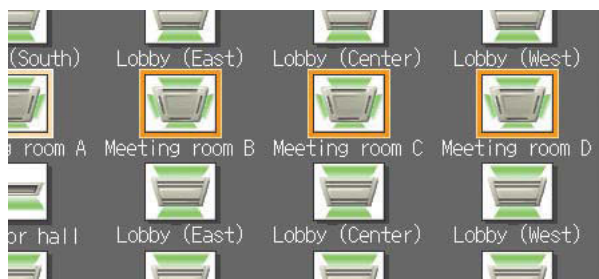 (South) Lobby (East) Lobby (Center) Lobby (West)
room A Meeting room B Meeting room C Meeting room D
hall Lobby (East) Lobby (Center) Lobby (West)